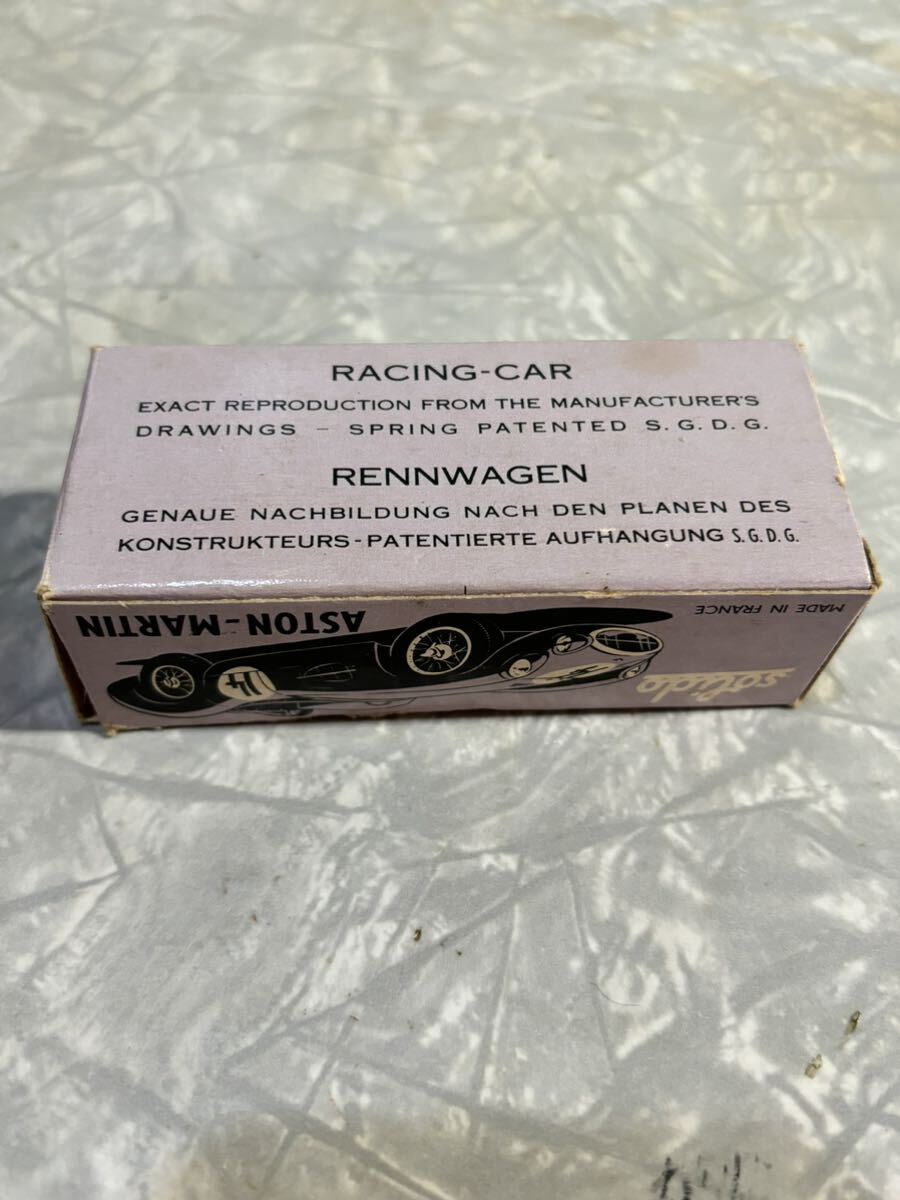 RACING-CAR
EXACT REPRODUCTION FROM THE MANUFACTURER'S
DRAWINGS - SPRING PATENTED S.G.D.G.
RENNWAGEN
GENAUE NACHBILDUNG NACH DEN PLANEN DES
KONSTRUKTEURS-PATENTIERTE AUFHANGUNG S.G.D.G.
MADE IN FRANCE
ASTON-MARTIN
solido
14